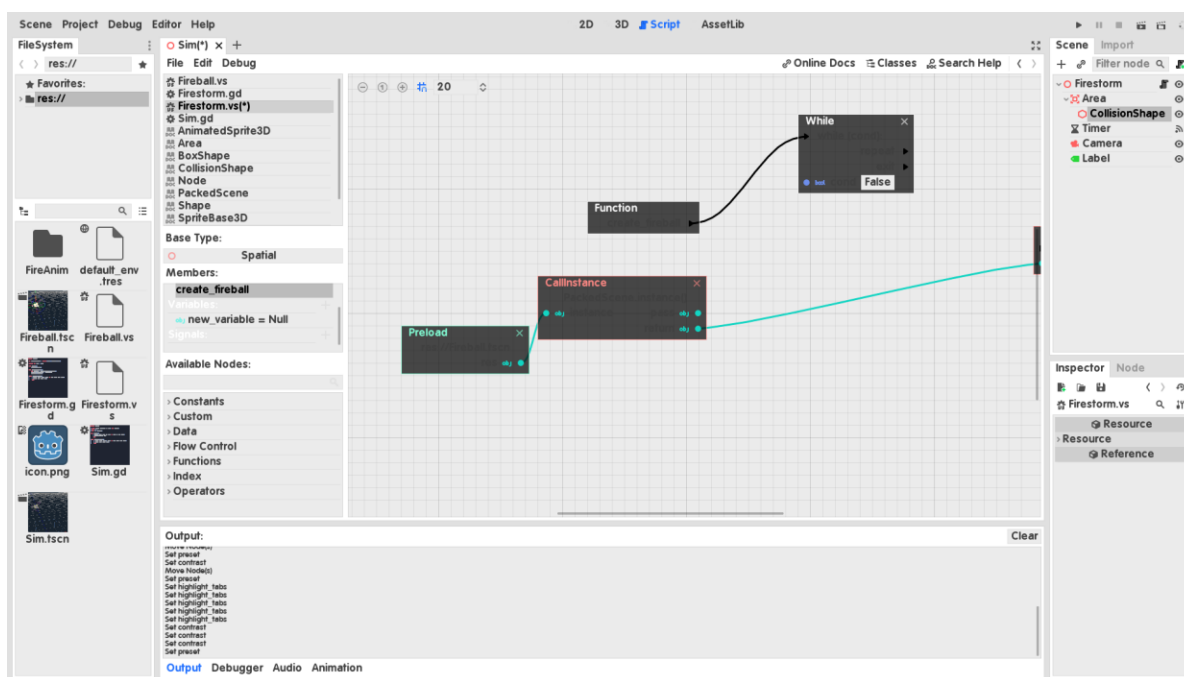 Scene Project Debug Editor Help
2D 3D Script AssetLib
FileSystem
res://
Favorites:
res://
FireAnim
default_env
.tres
Fireball.tsc
n
Fireball.vs
Firestorm.g
d
Firestorm.v
s
icon.png
Sim.gd
Sim.tscn
Sim(*)
File Edit Debug
Online Docs Classes Search Help
Fireball.vs
Firestorm.gd
Firestorm.vs(*)
Sim.gd
AnimatedSprite3D
Area
BoxShape
CollisionShape
Node
PackedScene
Shape
SpriteBase3D
Base Type:
Spatial
Members:
create_fireball
Variables:
new_variable = Null
Signals:
Available Nodes:
Constants
Custom
Data
Flow Control
Functions
Index
Operators
20
While
False
Function
CallInstance
Preload
Output:
Clear
Move Node(s)
Set preset
Set contrast
Move Node(s)
Set preset
Set highlight_tabs
Set highlight_tabs
Set highlight_tabs
Set highlight_tabs
Set highlight_tabs
Set contrast
Set contrast
Set contrast
Set preset
Output Debugger Audio Animation
Scene Import
Filter node
Firestorm
Area
CollisionShape
Timer
Camera
Label
Inspector Node
Firestorm.vs
Resource
Resource
Reference